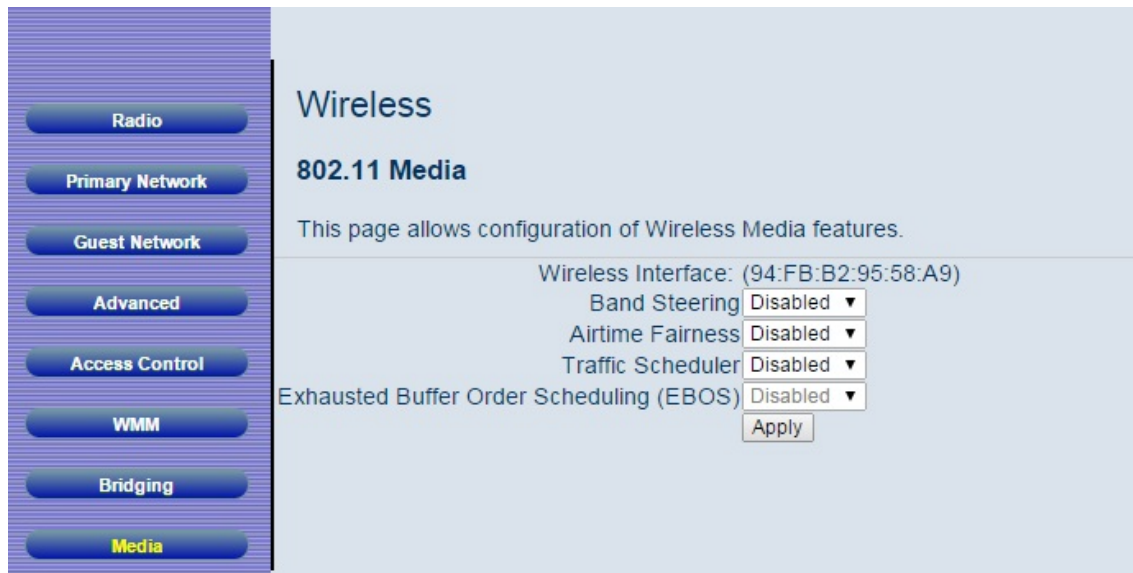 Radio
Primary Network
Guest Network
Advanced
Access Control
WMM
Bridging
Media
Wireless
802.11 Media
This page allows configuration of Wireless Media features.
Wireless Interface: (94:FB:B2:95:58:A9)
Band Steering Disabled ▼
Airtime Fairness Disabled ▼
Traffic Scheduler Disabled ▼
Exhausted Buffer Order Scheduling (EBOS) Disabled ▼
Apply